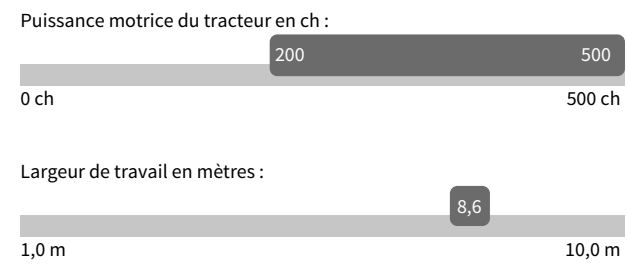 Puissance motrice du tracteur en ch :
200 500
0 ch 500 ch
Largeur de travail en mètres :
8,6
1,0 m 10,0 m